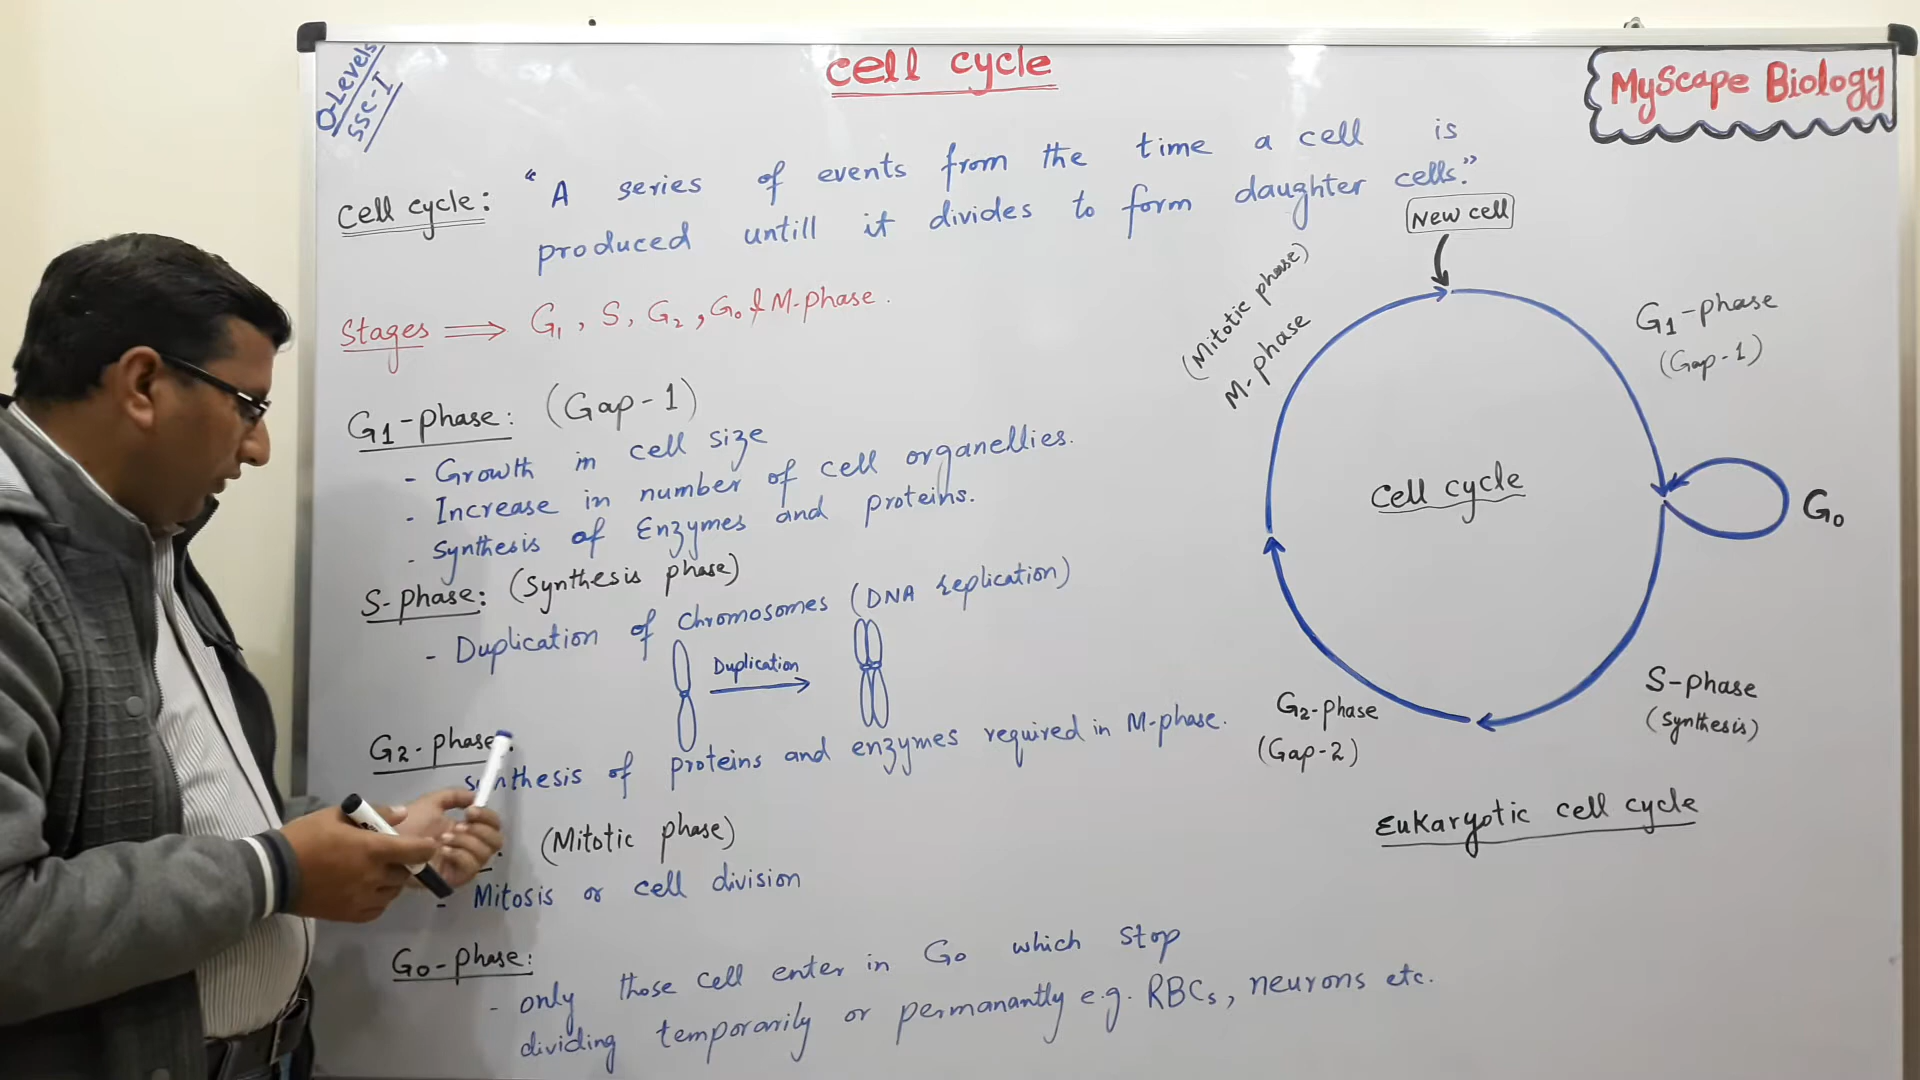 O-Levels
SSC-I
Cell cycle
MyScape Biology
Cell cycle: "A series of events from the time a cell is
produced untill it divides to form daughter cells."
Stages ⟹ G1, S, G2, G0 & M-phase.
G1-phase: (Gap-1)
- Growth in cell size
- Increase in number of cell organellies.
- Synthesis of Enzymes and proteins.
S-phase: (Synthesis phase)
- Duplication of chromosomes (DNA replication)
Duplication
G2-phase:
synthesis of proteins and enzymes required in M-phase.
(Mitotic phase)
- Mitosis or cell division
G0-phase:
- only those cell enter in G0 which stop
dividing temporarily or permanantly e.g. RBCs, neurons etc.
New cell
(Mitotic phase)
M-phase
G1-phase
(Gap-1)
Cell cycle
G0
S-phase
(Synthesis)
G2-phase
(Gap-2)
Eukaryotic cell cycle